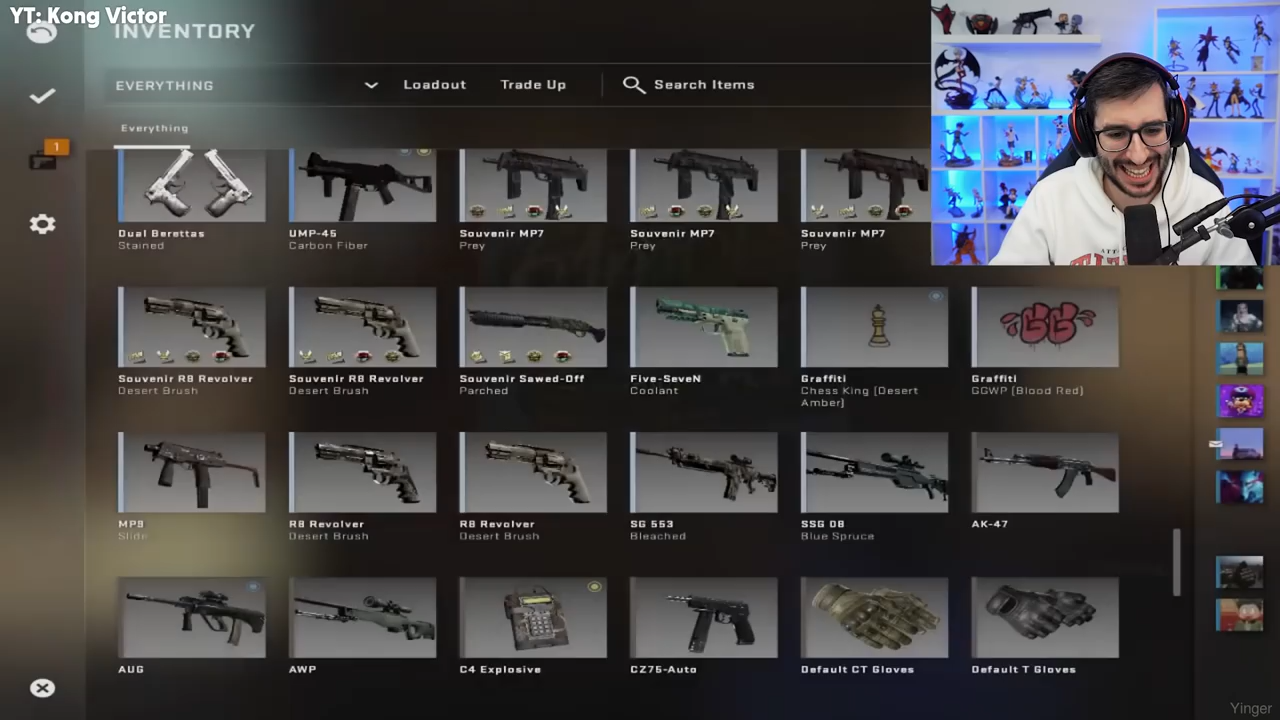 YT: Kong Victor
INVENTORY
EVERYTHING
Loadout
Trade Up
Search Items
Everything
1
Dual Berettas
Stained
UMP-45
Carbon Fiber
Souvenir MP7
Prey
Souvenir MP7
Prey
Souvenir MP7
Prey
Souvenir R8 Revolver
Desert Brush
Souvenir R8 Revolver
Desert Brush
Souvenir Sawed-Off
Parched
Five-SeveN
Coolant
Graffiti
Chess King (Desert
Amber)
Graffiti
GGWP (Blood Red)
GG
MP9
Slide
R8 Revolver
Desert Brush
R8 Revolver
Desert Brush
SG 553
Bleached
SSG 08
Blue Spruce
AK-47
AUG
AWP
C4 Explosive
CZ75-Auto
Default CT Gloves
Default T Gloves
Yinger